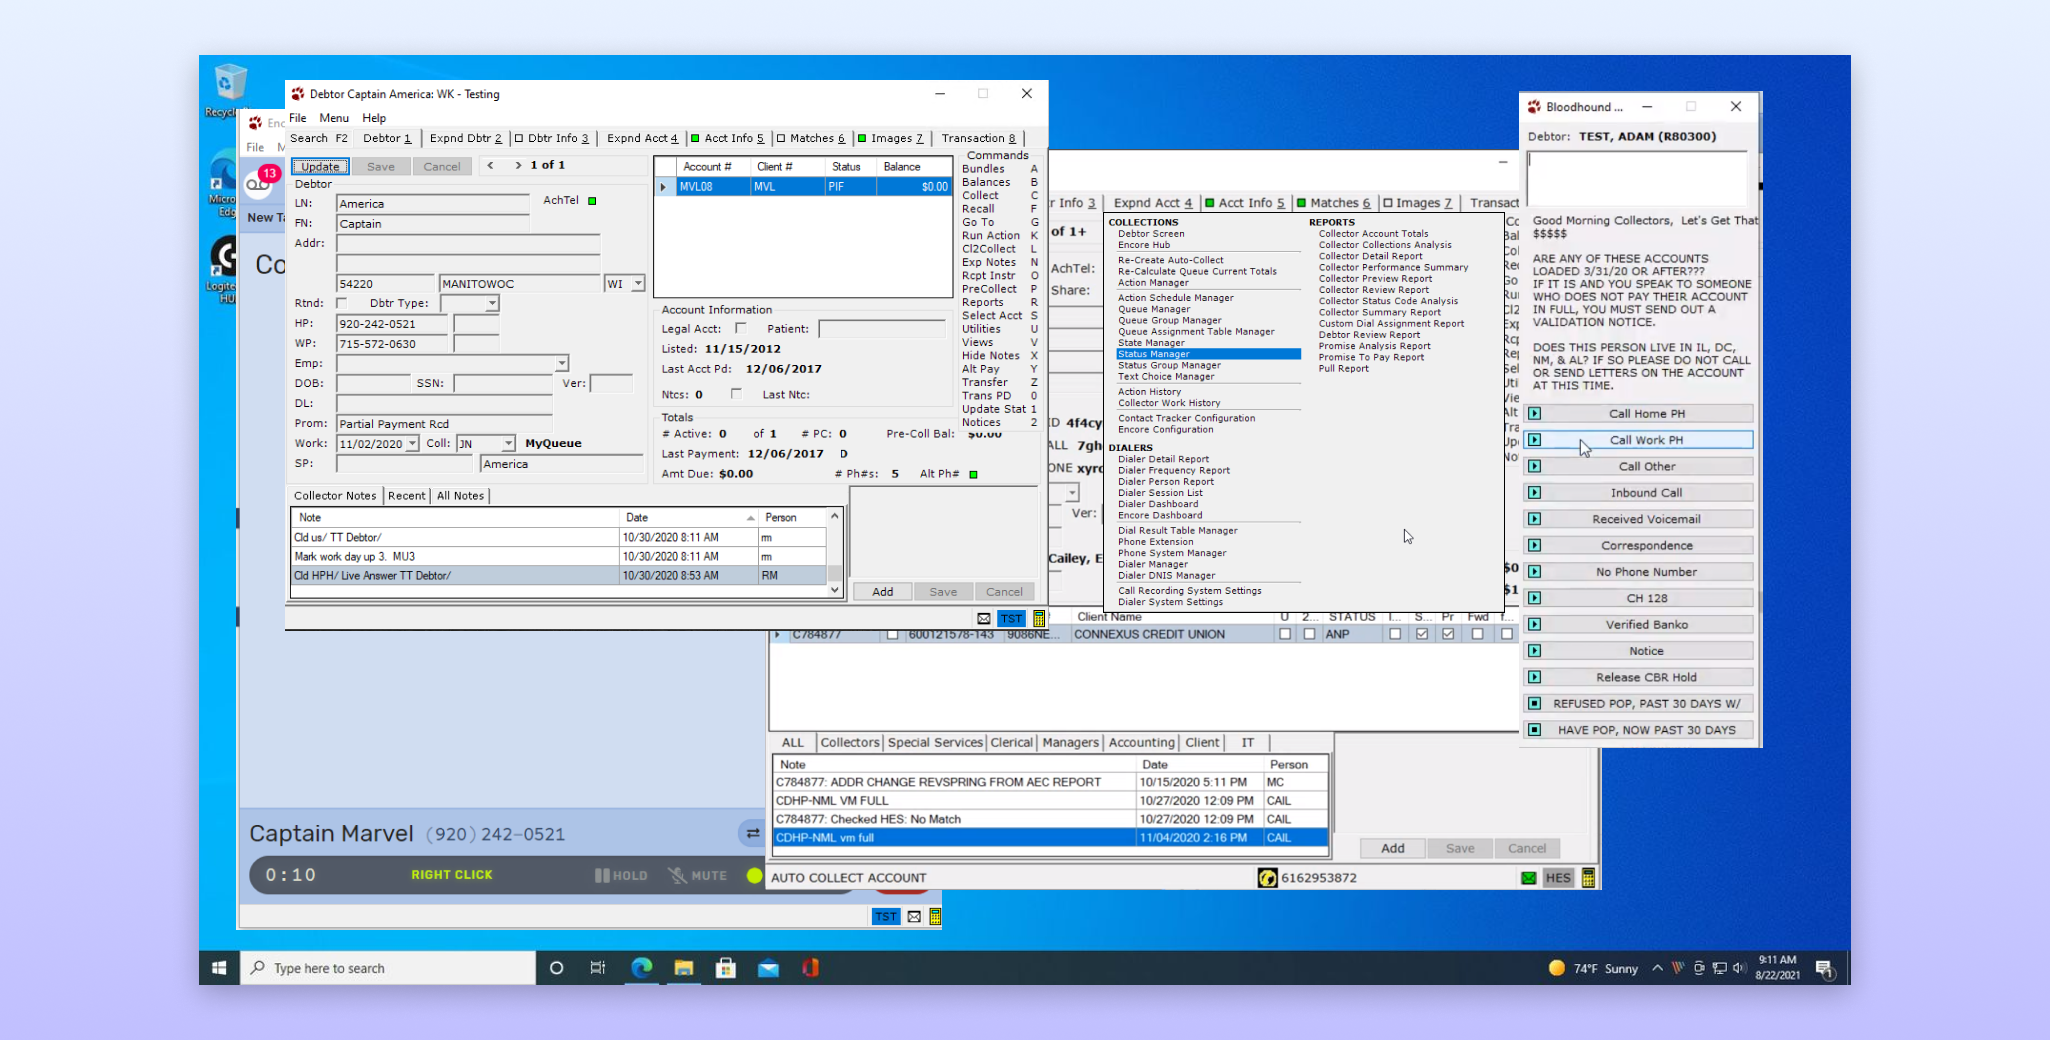 Recycl
Micro
Edg
Logite
HU
Enc
File M
13
New Ta
Co
Debtor Captain America: WK - Testing
File Menu Help
Search F2 Debtor 1 Expnd Dbtr 2 Dbtr Info 3 Expnd Acct 4 Acct Info 5 Matches 6 Images 7 Transaction 8
Update Save Cancel < > 1 of 1
Debtor
LN: America AchTel
FN: Captain
Addr:
54220 MANITOWOC WI
Rtnd: Dbtr Type:
HP: 920-242-0521
WP: 715-572-0630
Emp:
DOB: SSN: Ver:
DL:
Prom: Partial Payment Rcd
Work: 11/02/2020 Coll: JN MyQueue
SP: America
Account # Client # Status Balance
MVL08 MVL PIF $0.00
Account Information
Legal Acct: Patient:
Listed: 11/15/2012
Last Acct Pd: 12/06/2017
Ntcs: 0 Last Ntc:
Totals
# Active: 0 of 1 # PC: 0 Pre-Coll Bal: $0.00
Last Payment: 12/06/2017 D
Amt Due: $0.00 # Ph#s: 5 Alt Ph#
Commands
Bundles A
Balances B
Collect C
Recall F
Go To G
Run Action K
Cl2Collect L
Exp Notes N
Rcpt Instr O
PreCollect P
Reports R
Select Acct S
Utilities U
Views V
Hide Notes X
Alt Pay Y
Transfer Z
Trans PD 0
Update Stat 1
Notices 2
Collector Notes Recent All Notes
Note Date Person
Cld us/ TT Debtor/ 10/30/2020 8:11 AM rm
Mark work day up 3. MU3 10/30/2020 8:11 AM rm
Cld HPH/ Live Answer TT Debtor/ 10/30/2020 8:53 AM RM
Add Save Cancel
TST
r Info 3 Expnd Acct 4 Acct Info 5 Matches 6 Images 7 Transact
of 1+
AchTel:
Share:
ID 4f4cy
ALL 7gh
ONE xyrc
Ver:
Cailey, E
COLLECTIONS
Debtor Screen
Encore Hub
Re-Create Auto-Collect
Re-Calculate Queue Current Totals
Action Manager
Action Schedule Manager
Queue Manager
Queue Group Manager
Queue Assignment Table Manager
State Manager
Status Manager
Status Group Manager
Text Choice Manager
Action History
Collector Work History
Contact Tracker Configuration
Encore Configuration
DIALERS
Dialer Detail Report
Dialer Frequency Report
Dialer Person Report
Dialer Session List
Dialer Dashboard
Encore Dashboard
Dial Result Table Manager
Phone Extension
Phone System Manager
Dialer Manager
Dialer DNIS Manager
Call Recording System Settings
Dialer System Settings
REPORTS
Collector Account Totals
Collector Collections Analysis
Collector Detail Report
Collector Performance Summary
Collector Preview Report
Collector Review Report
Collector Status Code Analysis
Collector Summary Report
Custom Dial Assignment Report
Debtor Review Report
Promise Analysis Report
Promise To Pay Report
Pull Report
Co
Bal
Col
Rec
Go
Rur
Cl2
Exp
Rcp
Rep
Sel
Uti
Vie
Alt
Tra
Up
No
$0
$1
Client Name U 2... STATUS I... S... Pr Fwd f...
C784877 600121578-143 9086NE... CONNEXUS CREDIT UNION ANP
ALL Collectors Special Services Clerical Managers Accounting Client IT
Note Date Person
C784877: ADDR CHANGE REVSPRING FROM AEC REPORT 10/15/2020 5:11 PM MC
CDHP-NML VM FULL 10/27/2020 12:09 PM CAIL
C784877: Checked HES: No Match 10/27/2020 12:09 PM CAIL
CDHP-NML vm full 11/04/2020 2:16 PM CAIL
Add Save Cancel
AUTO COLLECT ACCOUNT 6162953872 HES
Bloodhound ...
Debtor: TEST, ADAM (R80300)
Good Morning Collectors, Let's Get That
$$$$$
ARE ANY OF THESE ACCOUNTS
LOADED 3/31/20 OR AFTER???
IF IT IS AND YOU SPEAK TO SOMEONE
WHO DOES NOT PAY THEIR ACCOUNT
IN FULL, YOU MUST SEND OUT A
VALIDATION NOTICE.
DOES THIS PERSON LIVE IN IL, DC,
NM, & AL? IF SO PLEASE DO NOT CALL
OR SEND LETTERS ON THE ACCOUNT
AT THIS TIME.
Call Home PH
Call Work PH
Call Other
Inbound Call
Received Voicemail
Correspondence
No Phone Number
CH 128
Verified Banko
Notice
Release CBR Hold
REFUSED POP, PAST 30 DAYS W/
HAVE POP, NOW PAST 30 DAYS
Captain Marvel (920) 242-0521
0:10 RIGHT CLICK HOLD MUTE
TST
Type here to search
74°F Sunny
9:11 AM
8/22/2021
1